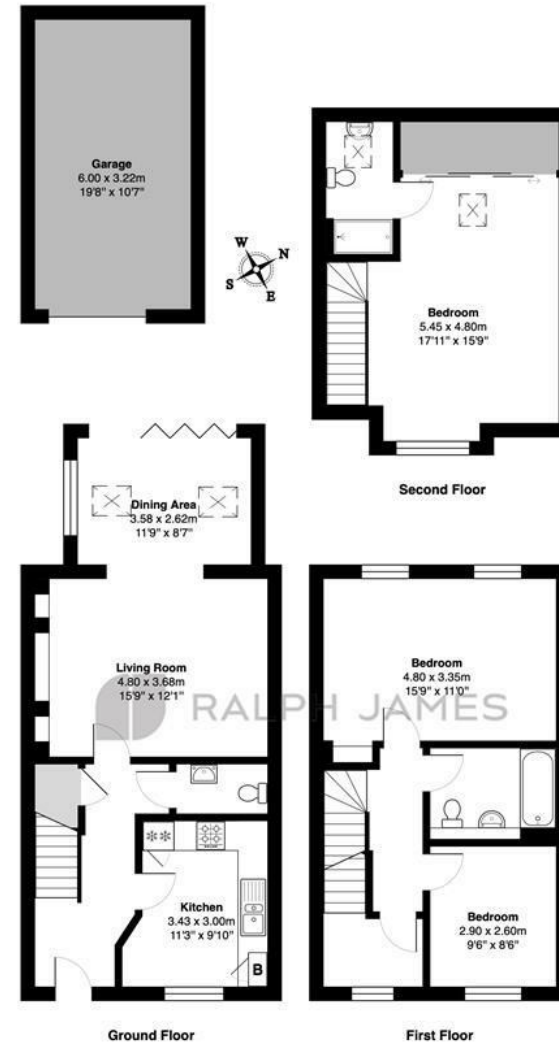 Garage
6.00 x 3.22m
19'8" x 10'7"
W
N
S
E
Bedroom
5.45 x 4.80m
17'11" x 15'9"
Second Floor
Dining Area
3.58 x 2.62m
11'9" x 8'7"
Living Room
4.80 x 3.68m
15'9" x 12'1"
Bedroom
4.80 x 3.35m
15'9" x 11'0"
RALPH JAMES
Kitchen
3.43 x 3.00m
11'3" x 9'10"
B
Bedroom
2.90 x 2.60m
9'6" x 8'6"
Ground Floor
First Floor